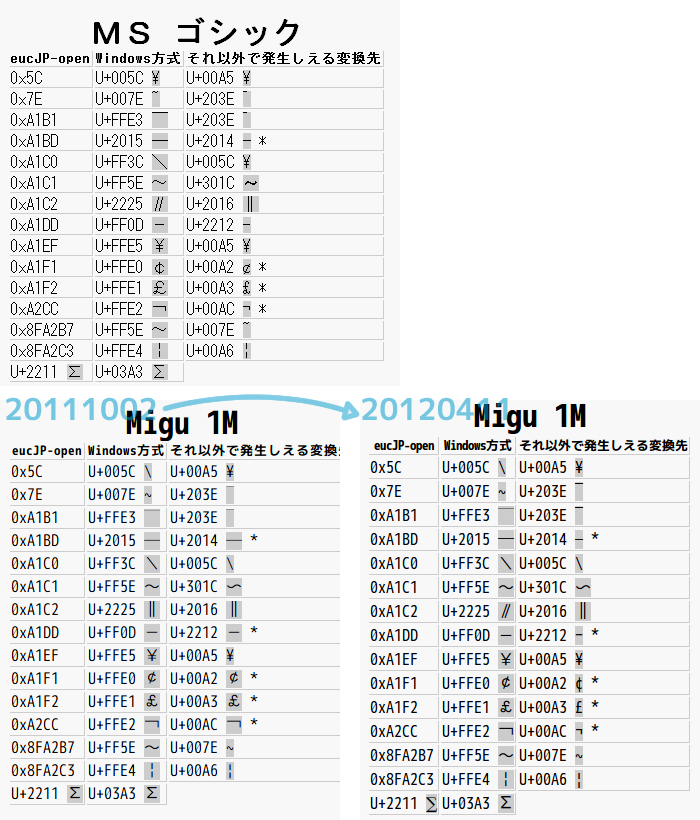 MS ゴシック
eucJP-open Windows方式 それ以外で発生しえる変換先
0x5C U+005C ¥ U+00A5 ¥
0x7E U+007E ~ U+203E ‾
0xA1B1 U+FFE3  ̄ U+203E ‾
0xA1BD U+2015 ― U+2014 — *
0xA1C0 U+FF3C \ U+005C ¥
0xA1C1 U+FF5E ~ U+301C 〜
0xA1C2 U+2225 ∥ U+2016 ‖
0xA1DD U+FF0D - U+2212 −
0xA1EF U+FFE5 ¥ U+00A5 ¥
0xA1F1 U+FFE0 ¢ U+00A2 ¢ *
0xA1F2 U+FFE1 £ U+00A3 £ *
0xA2CC U+FFE2 ¬ U+00AC ¬ *
0x8FA2B7 U+FF5E ~ U+007E ~
0x8FA2C3 U+FFE4 ¦ U+00A6 ¦
U+2211 ∑ U+03A3 Σ
20111002
Migu 1M
eucJP-open Windows方式 それ以外で発生しえる変換
0x5C U+005C \ U+00A5 ¥
0x7E U+007E ~ U+203E ‾
0xA1B1 U+FFE3  ̄ U+203E ‾
0xA1BD U+2015 ― U+2014 — *
0xA1C0 U+FF3C \ U+005C \
0xA1C1 U+FF5E ~ U+301C 〜
0xA1C2 U+2225 ∥ U+2016 ‖
0xA1DD U+FF0D - U+2212 − *
0xA1EF U+FFE5 ¥ U+00A5 ¥
0xA1F1 U+FFE0 ¢ U+00A2 ¢ *
0xA1F2 U+FFE1 £ U+00A3 £ *
0xA2CC U+FFE2 ¬ U+00AC ¬ *
0x8FA2B7 U+FF5E ~ U+007E ~
0x8FA2C3 U+FFE4 ¦ U+00A6 ¦
U+2211 ∑ U+03A3 Σ
20120411
Migu 1M
eucJP-open Windows方式 それ以外で発生しえる変換先
0x5C U+005C \ U+00A5 ¥
0x7E U+007E ~ U+203E ‾
0xA1B1 U+FFE3  ̄ U+203E ‾
0xA1BD U+2015 ― U+2014 — *
0xA1C0 U+FF3C \ U+005C \
0xA1C1 U+FF5E ~ U+301C 〜
0xA1C2 U+2225 ∥ U+2016 ‖
0xA1DD U+FF0D - U+2212 − *
0xA1EF U+FFE5 ¥ U+00A5 ¥
0xA1F1 U+FFE0 ¢ U+00A2 ¢ *
0xA1F2 U+FFE1 £ U+00A3 £ *
0xA2CC U+FFE2 ¬ U+00AC ¬ *
0x8FA2B7 U+FF5E ~ U+007E ~
0x8FA2C3 U+FFE4 ¦ U+00A6 ¦
U+2211 ∑ U+03A3 Σ